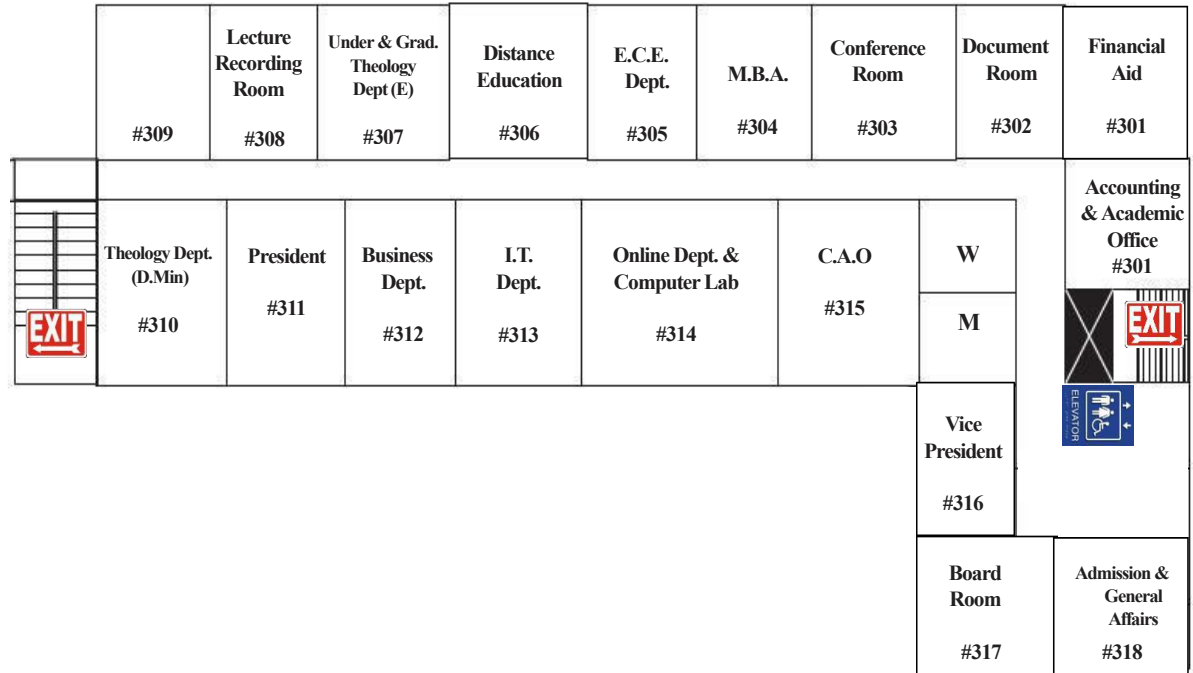 #309
Lecture
Recording
Room
#308
Under & Grad.
Theology
Dept (E)
#307
Distance
Education
#306
E.C.E.
Dept.
#305
M.B.A.
#304
Conference
Room
#303
Document
Room
#302
Financial
Aid
#301
Accounting
& Academic
Office
#301
Theology Dept.
(D.Min)
#310
President
#311
Business
Dept.
#312
I.T.
Dept.
#313
Online Dept. &
Computer Lab
#314
C.A.O
#315
W
M
EXIT
EXIT
ELEVATOR
Vice
President
#316
Board
Room
#317
Admission &
General
Affairs
#318